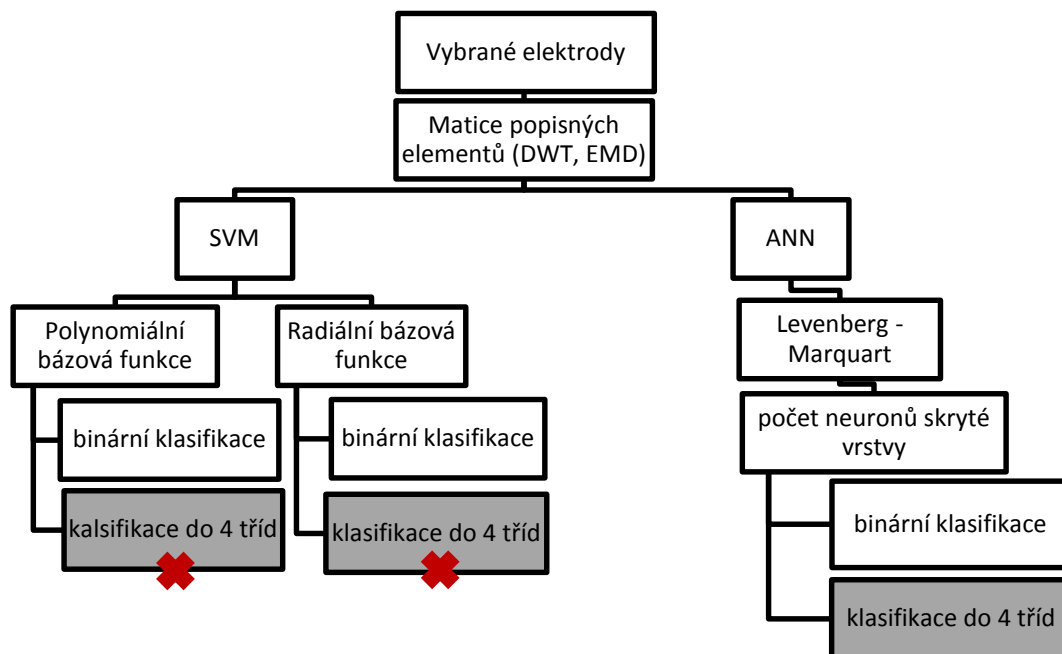 Vybrané elektrody
Matice popisných
elementů (DWT, EMD)
SVM
ANN
Polynomiální
bázová funkce
Radiální bázová
funkce
Levenberg -
Marquart
binární klasifikace
binární klasifikace
počet neuronů skryté
vrstvy
kalsifikace do 4 tříd
klasifikace do 4 tříd
binární klasifikace
klasifikace do 4 tříd